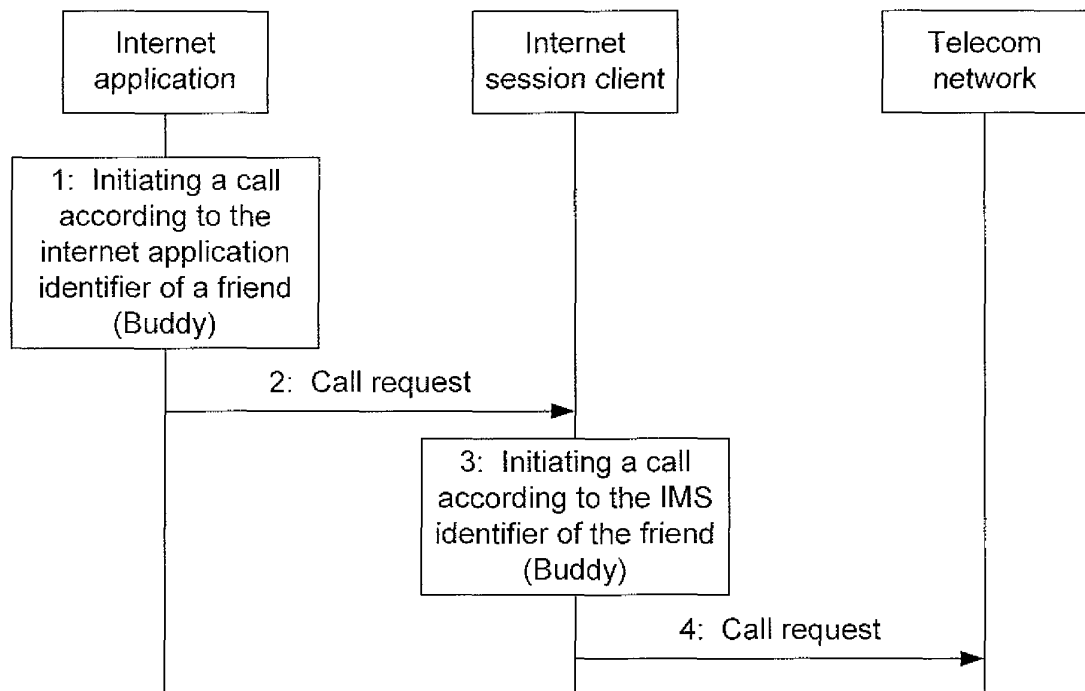 Internet
application
Internet
session client
Telecom
network
1: Initiating a call
according to the
internet application
identifier of a friend
(Buddy)
2: Call request
3: Initiating a call
according to the IMS
identifier of the friend
(Buddy)
4: Call request